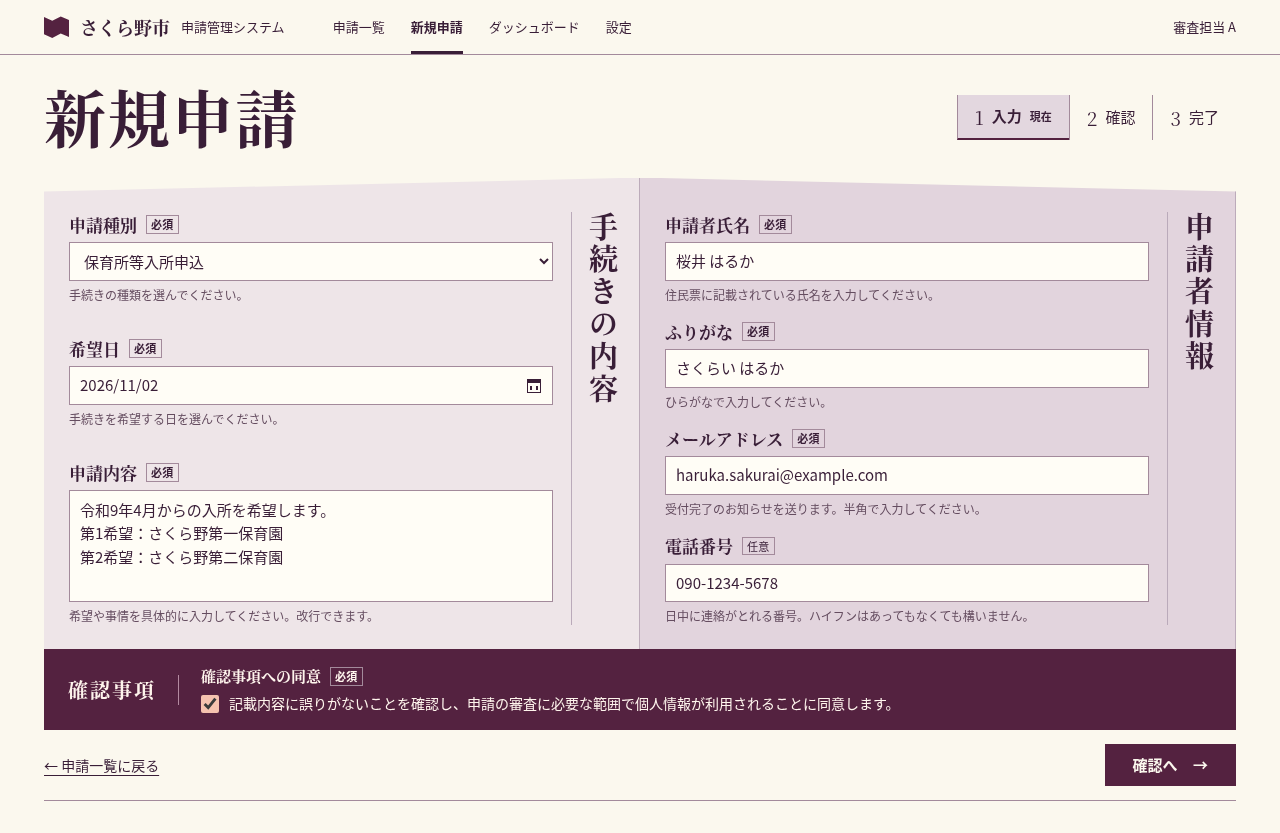 さくら野市 申請管理システム 申請一覧 新規申請 ダッシュボード 設定 審査担当 A
新規申請
1 入力 現在 2 確認 3 完了
手続きの内容
申請種別 必須
保育所等入所申込
手続きの種類を選んでください。
希望日 必須
2026/11/02
手続きを希望する日を選んでください。
申請内容 必須
令和9年4月からの入所を希望します。
第1希望：さくら野第一保育園
第2希望：さくら野第二保育園
希望や事情を具体的に入力してください。改行できます。
申請者情報
申請者氏名 必須
桜井 はるか
住民票に記載されている氏名を入力してください。
ふりがな 必須
さくらい はるか
ひらがなで入力してください。
メールアドレス 必須
haruka.sakurai@example.com
受付完了のお知らせを送ります。半角で入力してください。
電話番号 任意
090-1234-5678
日中に連絡がとれる番号。ハイフンはあってもなくても構いません。
確認事項
確認事項への同意 必須
記載内容に誤りがないことを確認し、申請の審査に必要な範囲で個人情報が利用されることに同意します。
← 申請一覧に戻る
確認へ →